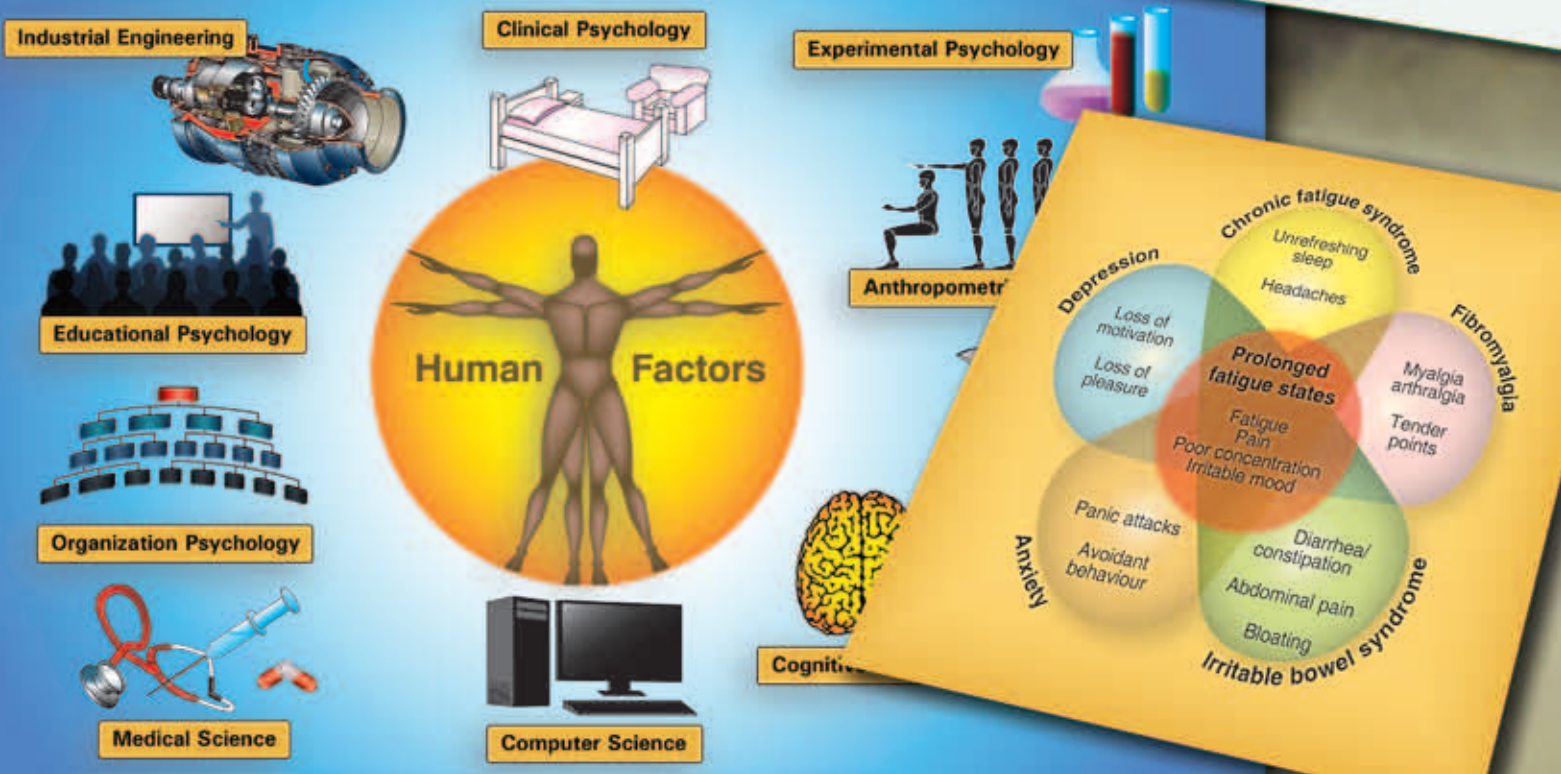 Industrial Engineering
Clinical Psychology
Experimental Psychology
Educational Psychology
Human Factors
Organization Psychology
Medical Science
Computer Science
Chronic fatigue syndrome
Unrefreshing
sleep
Headaches
Depression
Loss of
motivation
Loss of
pleasure
Fibromyalgia
Myalgia
arthralgia
Tender
points
Prolonged
fatigue states
Fatigue
Pain
Poor concentration
Irritable mood
Anxiety
Panic attacks
Avoidant
behaviour
Diarrhea/
constipation
Abdominal pain
Bloating
Irritable bowel syndrome